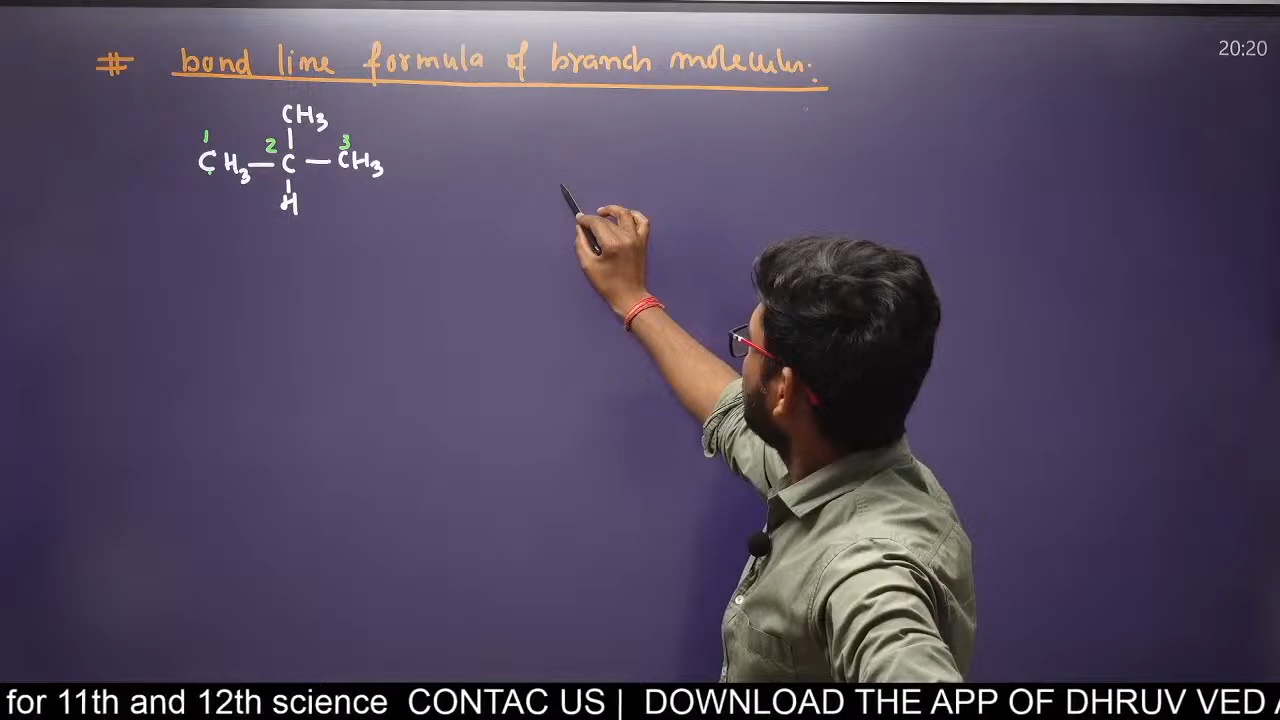 # bond line formula of branch molecules.
20:20
CH3
1 2 3
CH3—C—CH3
H
for 11th and 12th science CONTAC US | DOWNLOAD THE APP OF DHRUV VED A